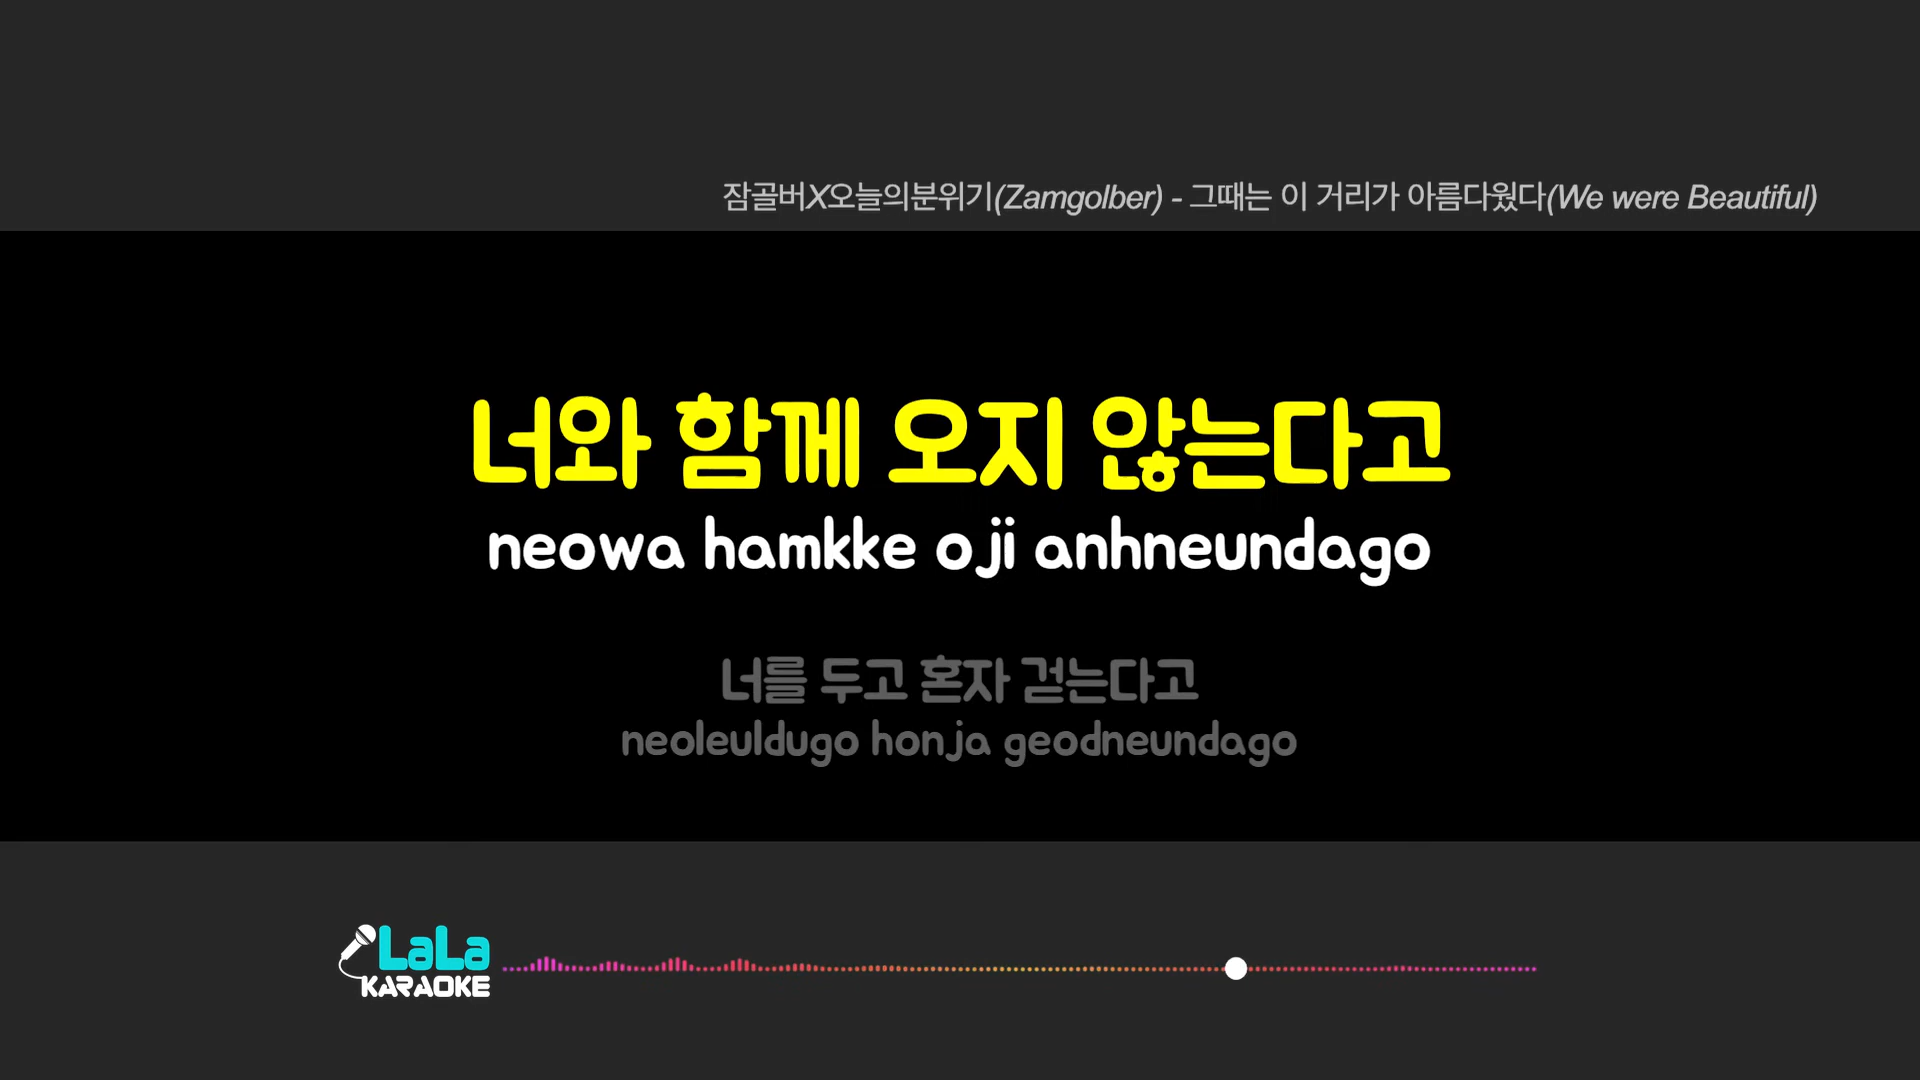 잠골버X오늘의분위기(Zamgolber) - 그때는 이 거리가 아름다웠다(We were Beautiful)
너와 함께 오지 않는다고
neowa hamkke oji anhneundago
너를 두고 혼자 걷는다고
neoleuldugo honja geodneundago
LaLa
KARAOKE